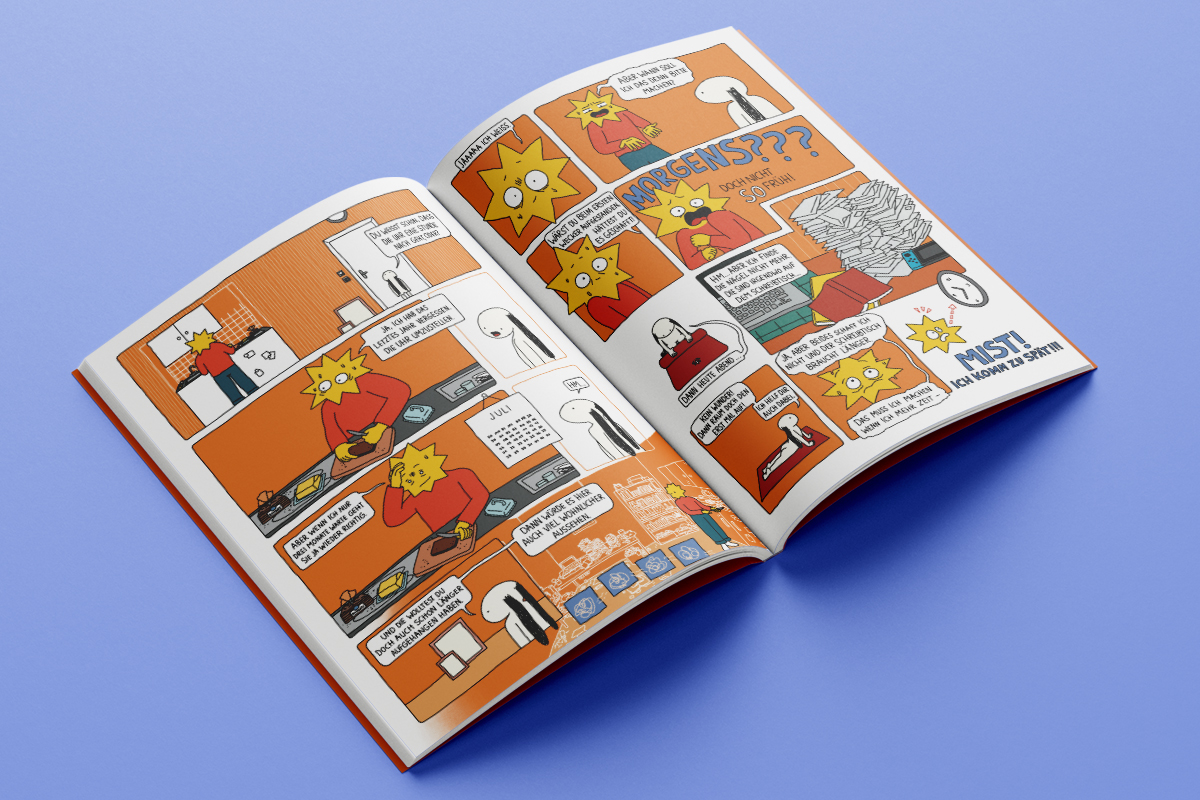 DU WEISST SCHON, DASS
DIE UHR EINE STUNDE
NACH GEHT, ODER?
JA, ICH HAB DAS
LETZTES JAHR VERGESSEN
DIE UHR UMZUSTELLEN
JULI
HM,
ABER WENN ICH NUR
DREI MONATE WARTE GEHT
SIE JA WIEDER RICHTIG.
UND DIE WOLLTEST DU
DOCH AUCH SCHON LÄNGER
AUFGEHANGEN HABEN.
DANN WÜRDE ES HIER
AUCH VIEL WOHNLICHER
AUSSEHEN.
JAAAAA ICH WEISS
ABER WANN SOLL
ICH DAS DENN BITTE
MACHEN?
WÄRST DU BEIM ERSTEN
WECKER AUFGESTANDEN
HÄTTEST DU
ES GESCHAFFT!
MORGENS???
DOCH NICHT
SO FRÜH!
HM... ABER ICH FINDE
DIE NÄGEL NICHT MEHR
DIE SIND IRGENDWO AUF
DEM SCHREIBTISCH...
DANN HEUTE ABEND...
JA ABER BEIDES SCHAFF ICH
NICHT UND DER SCHREIBTISCH
BRAUCHT LÄNGER
KEIN WUNDER!
DANN RÄUM DOCH DEN
ERST MAL AUF!
ICH HELF DIR
AUCH DABEI.
DAS MUSS ICH MACHEN
WENN ICH MEHR ZEIT -
MIST!
ICH KOMM ZU SPÄT!!!